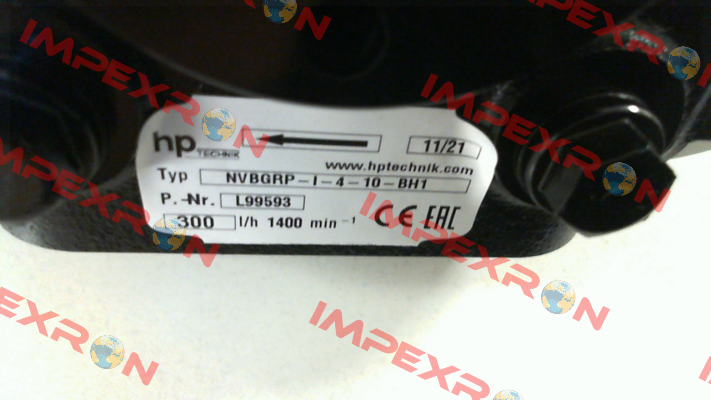 hp TECHNIK 11/21
www.hptechnik.com
Typ NVBGRP-I-4-10-BH1
P.-Nr. L99593
300 l/h 1400 min⁻¹ CE EAC
IMPEXRON
IMPEXRON
IMPEXRON
IMPEXRON
IMPEXRON
IMPEXRON
IMPEXRON
IMPEXRON